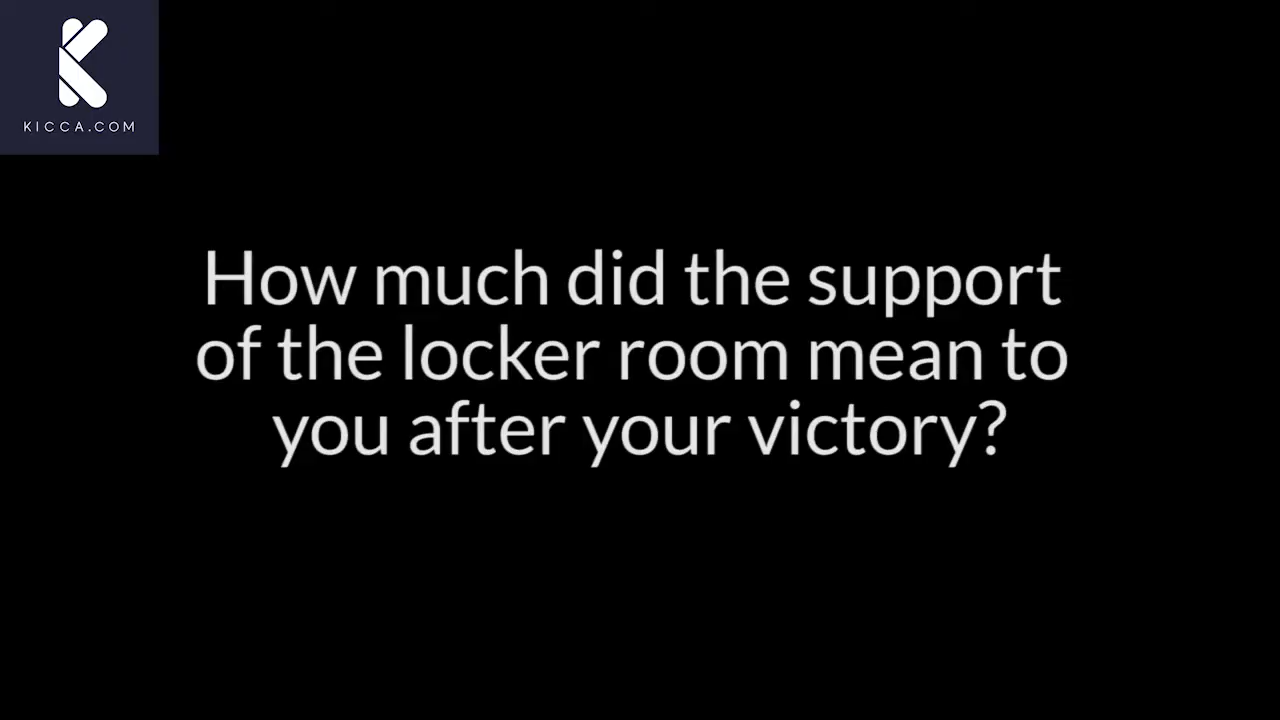 KICCA.COM
How much did the support
of the locker room mean to
you after your victory?